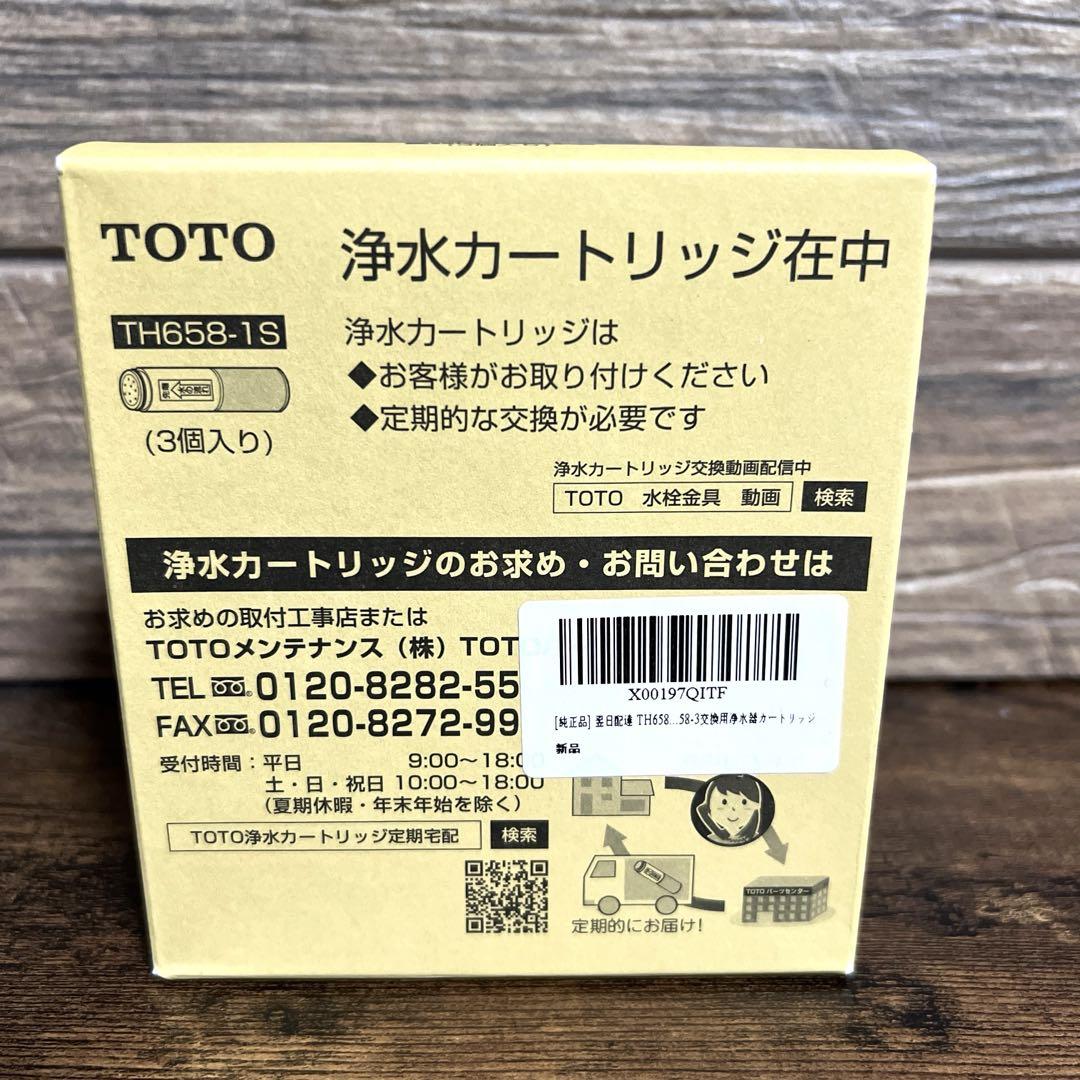 TOTO
浄水カートリッジ在中
TH658-1S
(3個入り)
浄水カートリッジは
◆お客様がお取り付けください
◆定期的な交換が必要です
浄水カートリッジ交換動画配信中
TOTO 水栓金具 動画 検索
浄水カートリッジのお求め・お問い合わせは
お求めの取付工事店または
TOTOメンテナンス（株）TOT
TEL 0120-8282-55
FAX 0120-8272-99
受付時間：平日 9:00〜18:00
土・日・祝日 10:00〜18:00
（夏期休暇・年末年始を除く）
TOTO浄水カートリッジ定期宅配 検索
X00197QITF
[純正品] 翌日配達 TH658...58-3交換用浄水器カートリッジ
新品
TOTO パーツセンター
定期的にお届け!